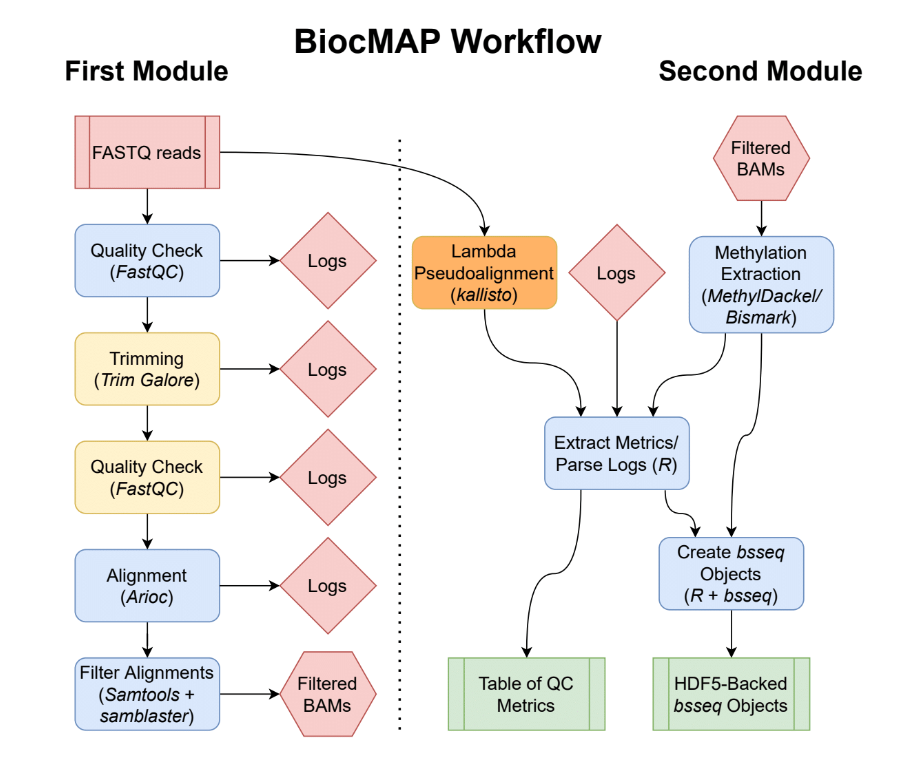 BiocMAP Workflow
First Module
Second Module
FASTQ reads
Quality Check
(FastQC)
Logs
Trimming
(Trim Galore)
Logs
Quality Check
(FastQC)
Logs
Alignment
(Arioc)
Logs
Filter Alignments
(Samtools +
samblaster)
Filtered
BAMs
Filtered
BAMs
Lambda
Pseudoalignment
(kallisto)
Logs
Methylation
Extraction
(MethylDackel/
Bismark)
Extract Metrics/
Parse Logs (R)
Create bsseq
Objects
(R + bsseq)
Table of QC
Metrics
HDF5-Backed
bsseq Objects